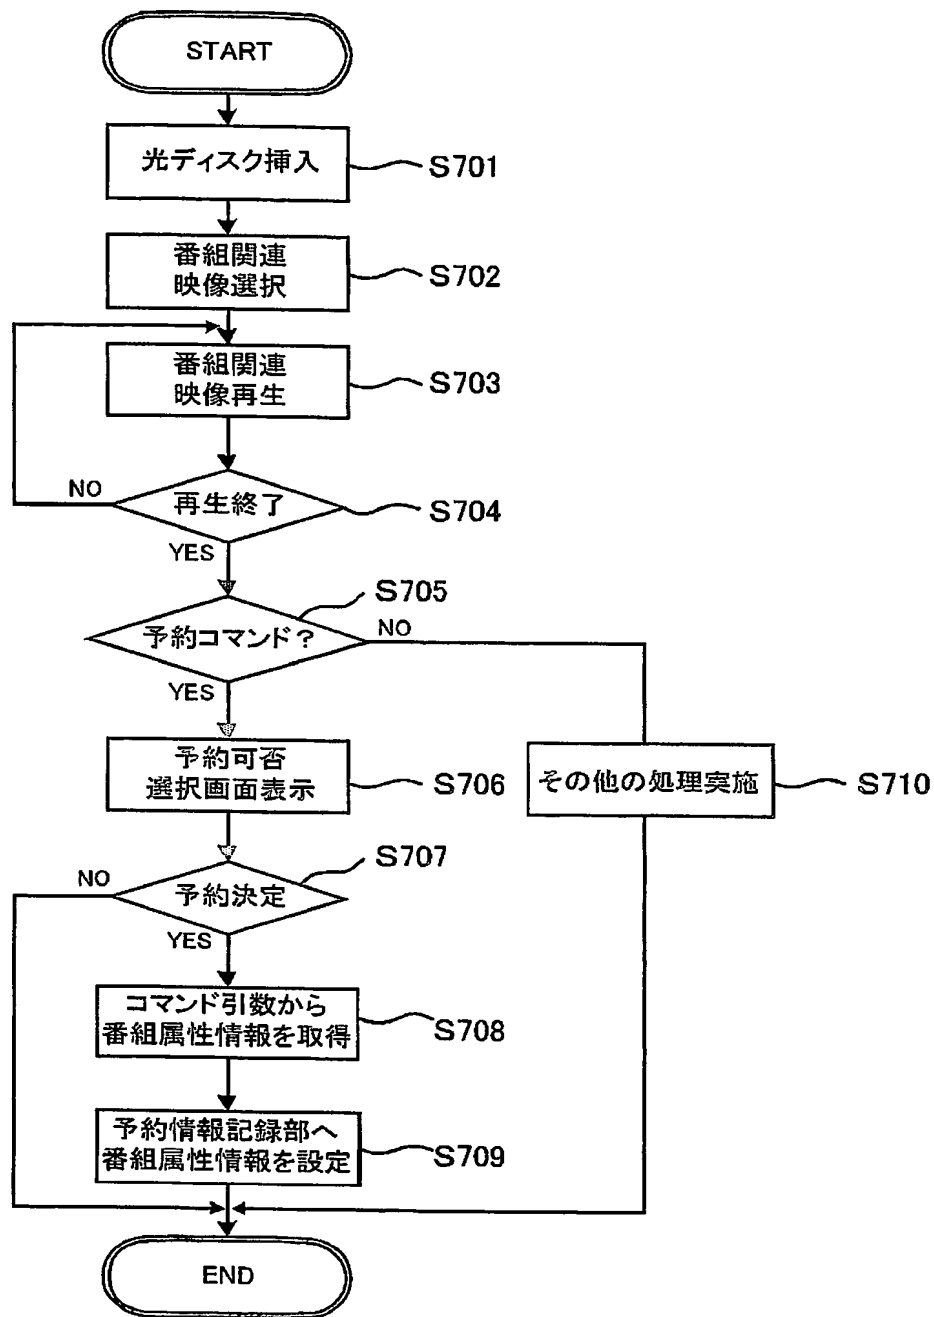 START
光ディスク挿入
S701
番組関連
映像選択
S702
番組関連
映像再生
S703
再生終了
S704
NO
YES
S705
予約コマンド?
NO
YES
予約可否
選択画面表示
S706
その他の処理実施
S710
S707
予約決定
NO
YES
コマンド引数から
番組属性情報を取得
S708
予約情報記録部へ
番組属性情報を設定
S709
END